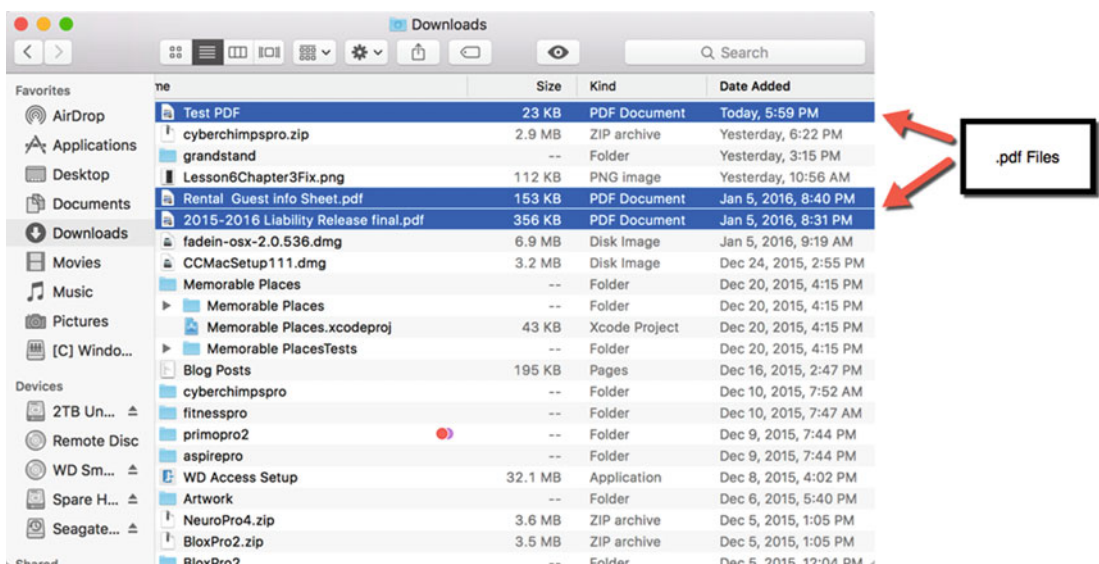 Downloads
Search
Favorites
AirDrop
Applications
Desktop
Documents
Downloads
Movies
Music
Pictures
[C] Windo...
Devices
2TB Un...
Remote Disc
WD Sm...
Spare H...
Seagate...
Shared
me Size Kind Date Added
Test PDF 23 KB PDF Document Today, 5:59 PM
cyberchimpspro.zip 2.9 MB ZIP archive Yesterday, 6:22 PM
grandstand -- Folder Yesterday, 3:15 PM
Lesson6Chapter3Fix.png 112 KB PNG image Yesterday, 10:56 AM
Rental  Guest info Sheet.pdf 153 KB PDF Document Jan 5, 2016, 8:40 PM
2015-2016 Liability Release final.pdf 356 KB PDF Document Jan 5, 2016, 8:31 PM
fadein-osx-2.0.536.dmg 6.9 MB Disk Image Jan 5, 2016, 9:19 AM
CCMacSetup111.dmg 3.2 MB Disk Image Dec 24, 2015, 2:55 PM
Memorable Places -- Folder Dec 20, 2015, 4:15 PM
Memorable Places -- Folder Dec 20, 2015, 4:15 PM
Memorable Places.xcodeproj 43 KB Xcode Project Dec 20, 2015, 4:15 PM
Memorable PlacesTests -- Folder Dec 20, 2015, 4:15 PM
Blog Posts 195 KB Pages Dec 16, 2015, 2:47 PM
cyberchimpspro -- Folder Dec 10, 2015, 7:52 AM
fitnesspro -- Folder Dec 10, 2015, 7:47 AM
primopro2 -- Folder Dec 9, 2015, 7:44 PM
aspirepro -- Folder Dec 9, 2015, 7:44 PM
WD Access Setup 32.1 MB Application Dec 8, 2015, 4:02 PM
Artwork -- Folder Dec 6, 2015, 5:40 PM
NeuroPro4.zip 3.6 MB ZIP archive Dec 5, 2015, 1:05 PM
BloxPro2.zip 3.5 MB ZIP archive Dec 5, 2015, 1:05 PM
BloxPro2 -- Folder Dec 5, 2015, 12:04 PM
.pdf Files